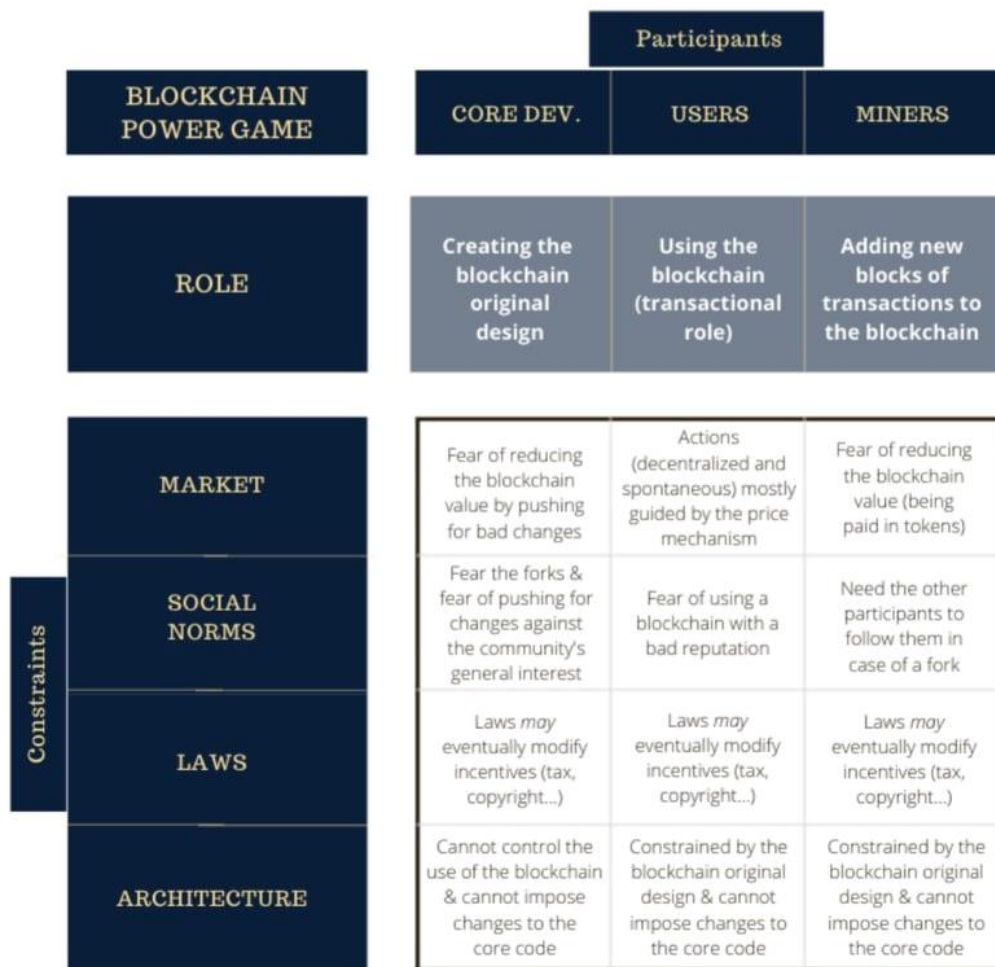 Participants
BLOCKCHAIN
POWER GAME
CORE DEV.
USERS
MINERS
ROLE
Creating the
blockchain
original
design
Using the
blockchain
(transactional
role)
Adding new
blocks of
transactions to
the blockchain
Constraints
MARKET
Fear of reducing
the blockchain
value by pushing
for bad changes
Actions
(decentralized and
spontaneous) mostly
guided by the price
mechanism
Fear of reducing
the blockchain
value (being
paid in tokens)
SOCIAL
NORMS
Fear the forks &
fear of pushing for
changes against
the community's
general interest
Fear of using a
blockchain with a
bad reputation
Need the other
participants to
follow them in
case of a fork
LAWS
Laws may
eventually modify
incentives (tax,
copyright...)
Laws may
eventually modify
incentives (tax,
copyright...)
Laws may
eventually modify
incentives (tax,
copyright...)
ARCHITECTURE
Cannot control the
use of the blockchain
& cannot impose
changes to the
core code
Constrained by the
blockchain original
design & cannot
impose changes to
the core code
Constrained by the
blockchain original
design & cannot
impose changes to
the core code